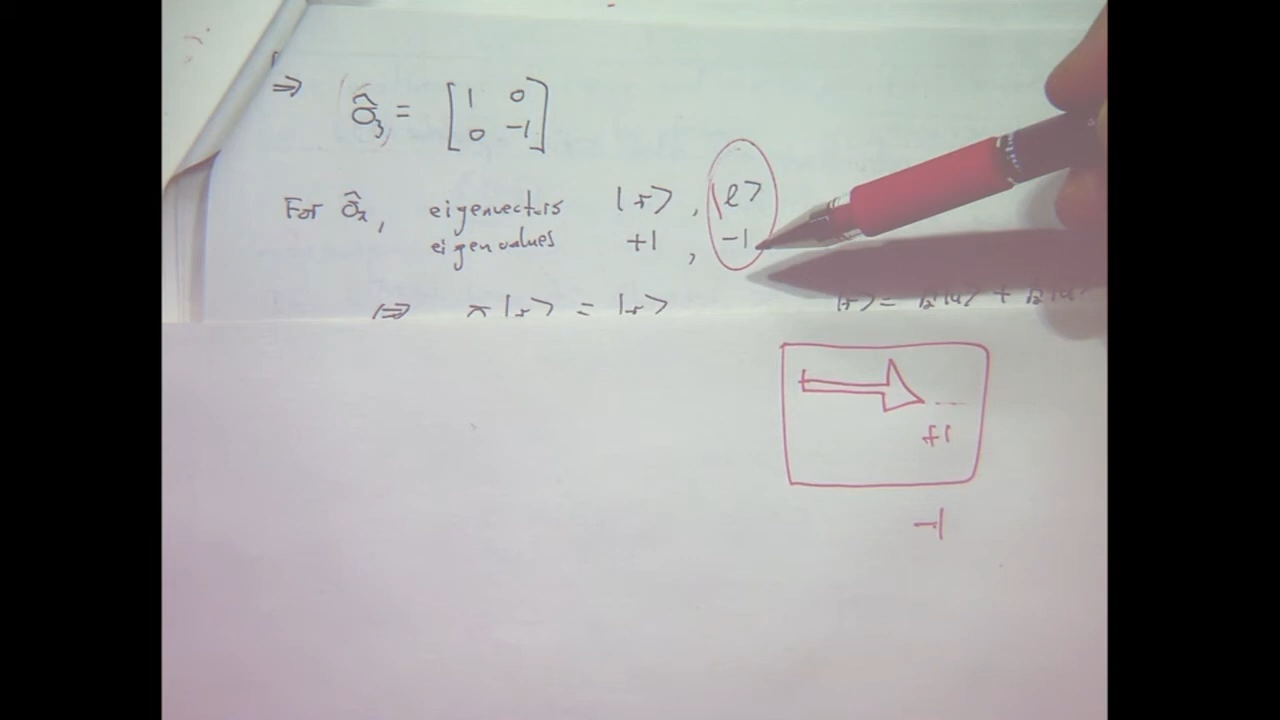 ⇒ σ̂₃ = [1 0; 0 -1]
For σ̂ₓ, eigenvectors |r⟩, |l⟩
eigenvalues +1, -1
⇒ x|r⟩ = |r⟩
|r⟩ =
+1
-1